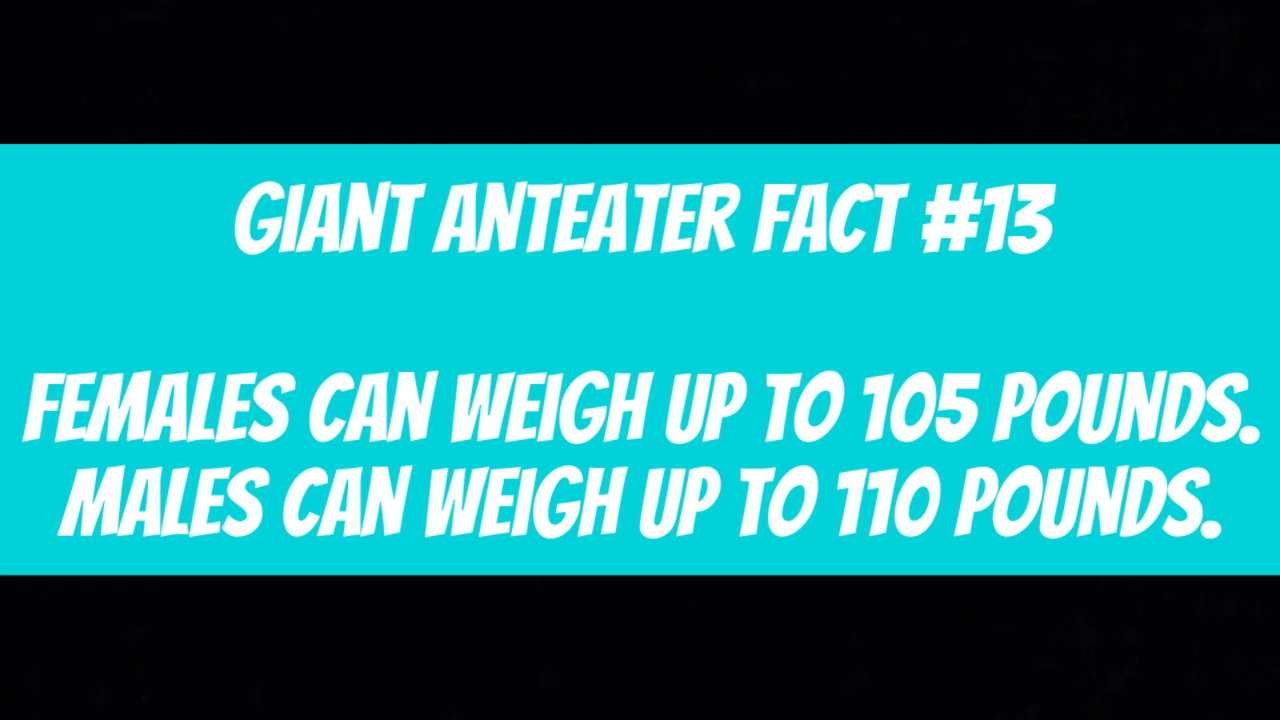 GIANT ANTEATER FACT #13
FEMALES CAN WEIGH UP TO 105 POUNDS.
MALES CAN WEIGH UP TO 110 POUNDS.